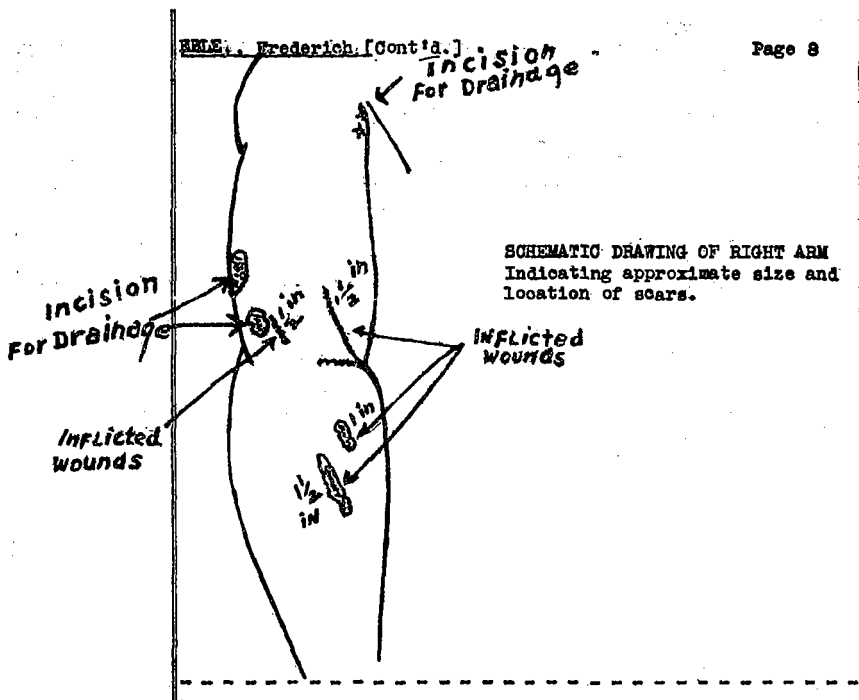 EBLE., Frederich [Cont'd.]
Page 8
Incision
For Drainage
SCHEMATIC DRAWING OF RIGHT ARM
Indicating approximate size and
location of scars.
1 1/2 in
Incision
For Drainage
1/2 in
INFLICTED
wounds
1 in
INFLICTED
wounds
1 1/2
in